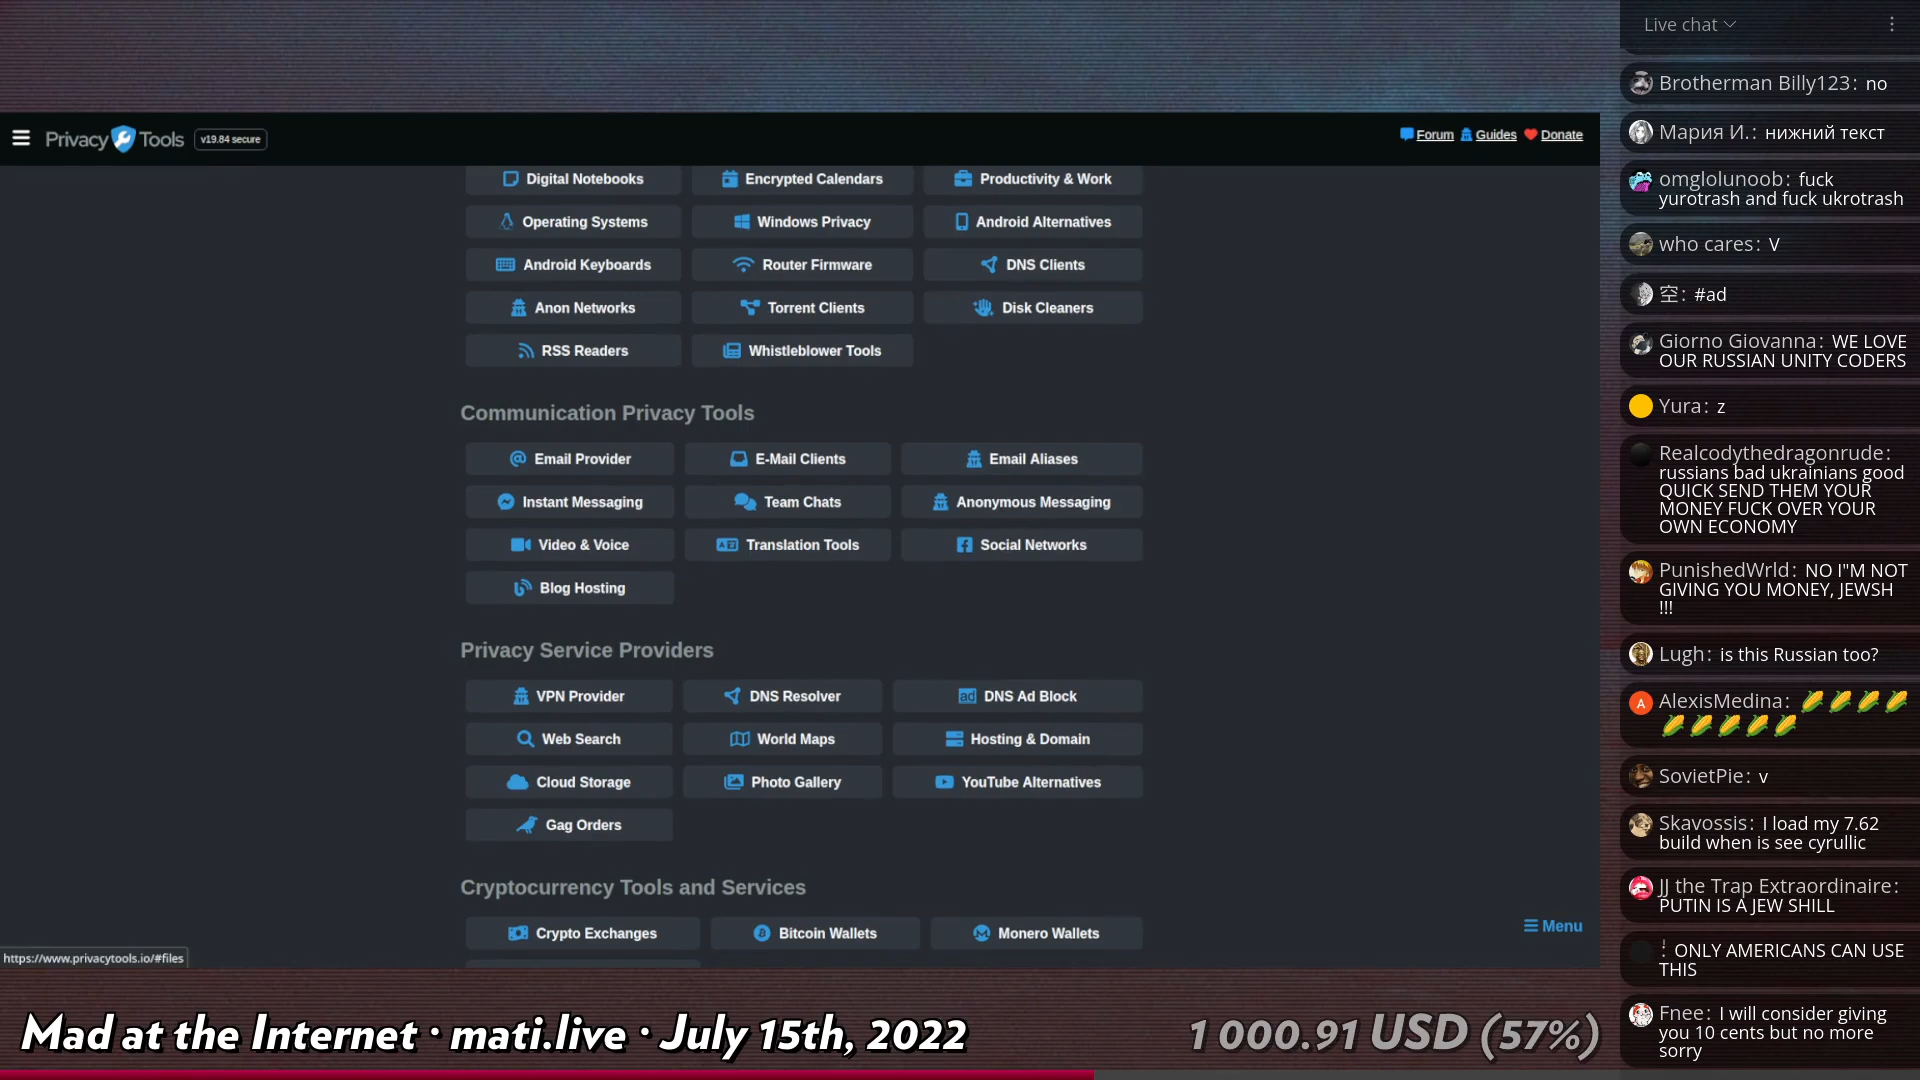 Privacy Tools v19.84 secure
Forum Guides Donate
Digital Notebooks Encrypted Calendars Productivity & Work
Operating Systems Windows Privacy Android Alternatives
Android Keyboards Router Firmware DNS Clients
Anon Networks Torrent Clients Disk Cleaners
RSS Readers Whistleblower Tools
Communication Privacy Tools
Email Provider E-Mail Clients Email Aliases
Instant Messaging Team Chats Anonymous Messaging
Video & Voice Translation Tools Social Networks
Blog Hosting
Privacy Service Providers
VPN Provider DNS Resolver DNS Ad Block
Web Search World Maps Hosting & Domain
Cloud Storage Photo Gallery YouTube Alternatives
Gag Orders
Cryptocurrency Tools and Services
Crypto Exchanges Bitcoin Wallets Monero Wallets
Menu
https://www.privacytools.io/#files
Mad at the Internet · mati.live · July 15th, 2022
1 000.91 USD (57%)
Live chat
Brotherman Billy123: no
Мария И.: нижний текст
omglolunoob: fuck
yurotrash and fuck ukrotrash
who cares: V
空: #ad
Giorno Giovanna: WE LOVE
OUR RUSSIAN UNITY CODERS
Yura: z
Realcodythedragonrude:
russians bad ukrainians good
QUICK SEND THEM YOUR
MONEY FUCK OVER YOUR
OWN ECONOMY
PunishedWrld: NO I"M NOT
GIVING YOU MONEY, JEWSH
!!!
Lugh: is this Russian too?
A AlexisMedina: 🌽🌽🌽🌽
🌽🌽🌽🌽🌽
SovietPie: v
Skavossis: I load my 7.62
build when is see cyrullic
JJ the Trap Extraordinaire:
PUTIN IS A JEW SHILL
⁝ ONLY AMERICANS CAN USE
THIS
Fnee: I will consider giving
you 10 cents but no more
sorry